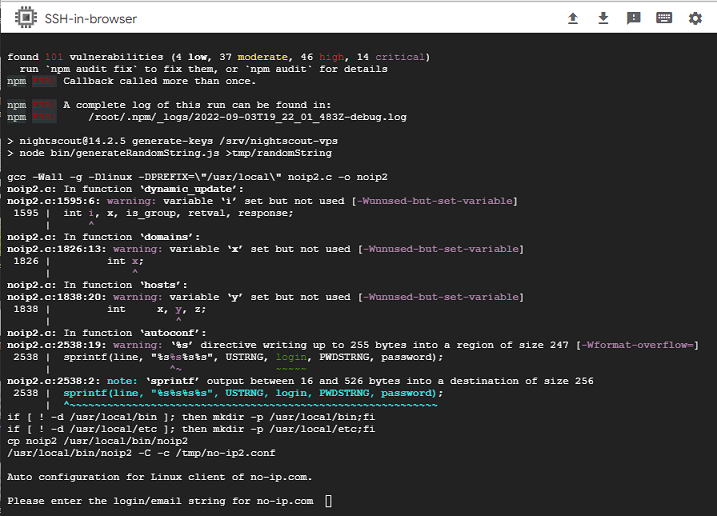 SSH-in-browser
found 101 vulnerabilities (4 low, 37 moderate, 46 high, 14 critical)
run `npm audit fix` to fix them, or `npm audit` for details
npm ERR! Callback called more than once.
npm ERR! A complete log of this run can be found in:
npm ERR! /root/.npm/_logs/2022-09-03T19_22_01_483Z-debug.log
> nightscout@14.2.5 generate-keys /srv/nightscout-vps
> node bin/generateRandomString.js >tmp/randomString
gcc -Wall -g -Dlinux -DPREFIX=\"/usr/local\" noip2.c -o noip2
noip2.c: In function ‘dynamic_update’:
noip2.c:1595:6: warning: variable ‘i’ set but not used [-Wunused-but-set-variable]
1595 | int i, x, is_group, retval, response;
| ^
noip2.c: In function ‘domains’:
noip2.c:1826:13: warning: variable ‘x’ set but not used [-Wunused-but-set-variable]
1826 | int x;
| ^
noip2.c: In function ‘hosts’:
noip2.c:1838:20: warning: variable ‘y’ set but not used [-Wunused-but-set-variable]
1838 | int x, y, z;
| ^
noip2.c: In function ‘autoconf’:
noip2.c:2538:19: warning: ‘%s’ directive writing up to 255 bytes into a region of size 247 [-Wformat-overflow=]
2538 | sprintf(line, "%s%s%s%s", USTRNG, login, PWDSTRNG, password);
| ^~ ~~~~~
noip2.c:2538:2: note: ‘sprintf’ output between 16 and 526 bytes into a destination of size 256
2538 | sprintf(line, "%s%s%s%s", USTRNG, login, PWDSTRNG, password);
| ^~~~~~~~~~~~~~~~~~~~~~~~~~~~~~~~~~~~~~~~~~~~~~~~~~~~~~~~~~~~
if [ ! -d /usr/local/bin ]; then mkdir -p /usr/local/bin;fi
if [ ! -d /usr/local/etc ]; then mkdir -p /usr/local/etc;fi
cp noip2 /usr/local/bin/noip2
/usr/local/bin/noip2 -C -c /tmp/no-ip2.conf
Auto configuration for Linux client of no-ip.com.
Please enter the login/email string for no-ip.com